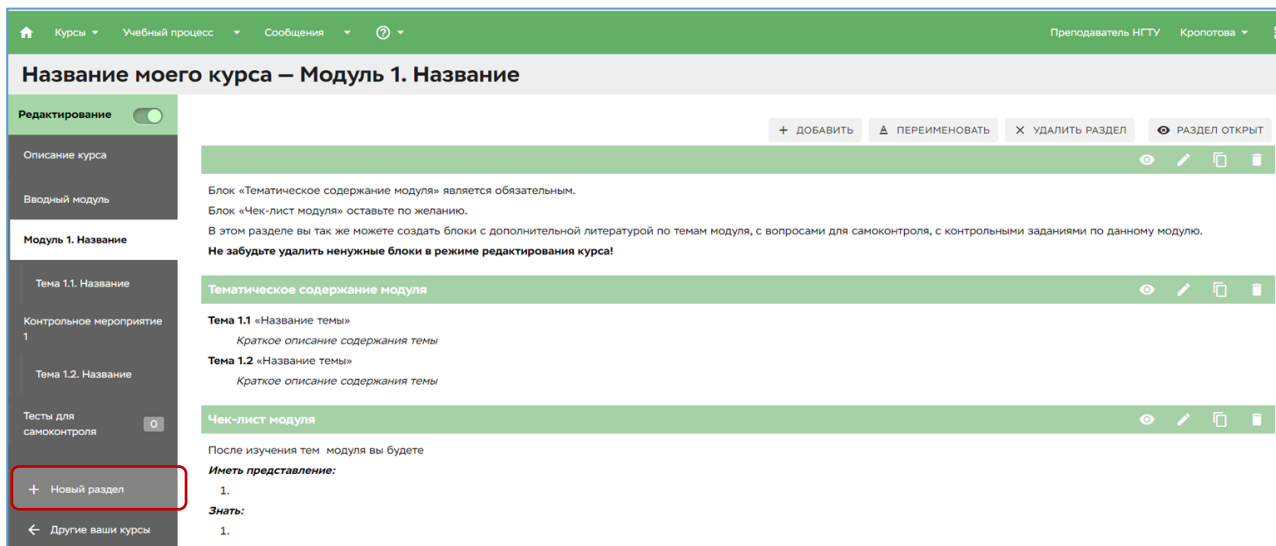 Курсы Учебный процесс Сообщения Преподаватель НГТУ Кропотова
Название моего курса – Модуль 1. Название
Редактирование
+ ДОБАВИТЬ A ПЕРЕИМЕНОВАТЬ X УДАЛИТЬ РАЗДЕЛ РАЗДЕЛ ОТКРЫТ
Описание курса
Вводный модуль
Модуль 1. Название
Тема 1.1. Название
Контрольное мероприятие
1
Тема 1.2. Название
Тесты для
самоконтроля
0
+ Новый раздел
← Другие ваши курсы
Блок «Тематическое содержание модуля» является обязательным.
Блок «Чек-лист модуля» оставьте по желанию.
В этом разделе вы так же можете создать блоки с дополнительной литературой по темам модуля, с вопросами для самоконтроля, с контрольными заданиями по данному модулю.
Не забудьте удалить ненужные блоки в режиме редактирования курса!
Тематическое содержание модуля
Тема 1.1 «Название темы»
Краткое описание содержания темы
Тема 1.2 «Название темы»
Краткое описание содержания темы
Чек-лист модуля
После изучения тем модуля вы будете
Иметь представление:
1.
Знать:
1.